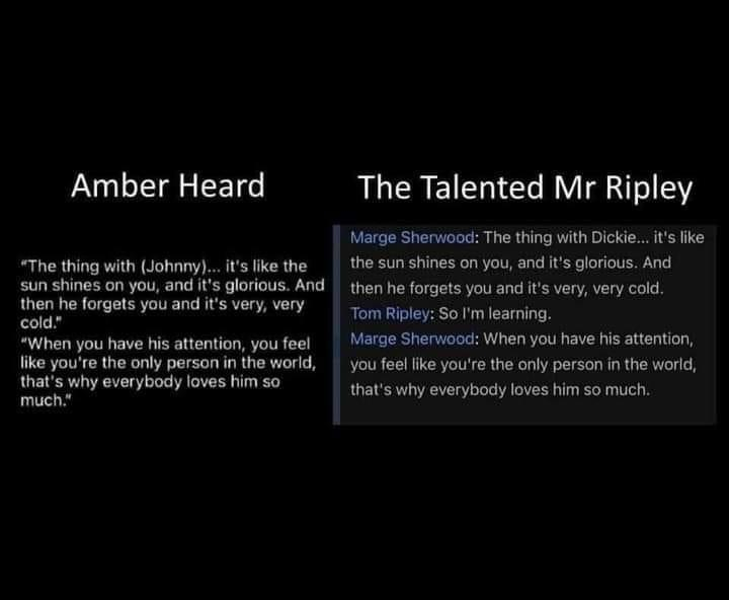 Amber Heard
"The thing with (Johnny)... it's like the
sun shines on you, and it's glorious. And
then he forgets you and it's very, very
cold."
"When you have his attention, you feel
like you're the only person in the world,
that's why everybody loves him so
much."
The Talented Mr Ripley
Marge Sherwood: The thing with Dickie... it's like
the sun shines on you, and it's glorious. And
then he forgets you and it's very, very cold.
Tom Ripley: So I'm learning.
Marge Sherwood: When you have his attention,
you feel like you're the only person in the world,
that's why everybody loves him so much.